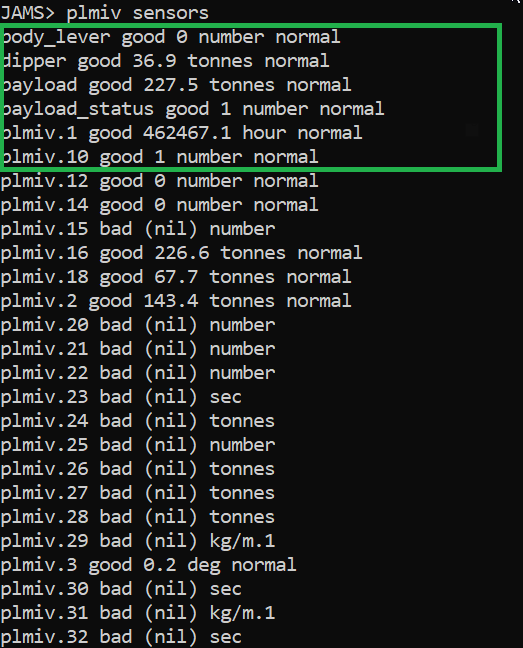 JAMS> plmiv sensors
body_lever good 0 number normal
dipper good 36.9 tonnes normal
payload good 227.5 tonnes normal
payload_status good 1 number normal
plmiv.1 good 462467.1 hour normal
plmiv.10 good 1 number normal
plmiv.12 good 0 number normal
plmiv.14 good 0 number normal
plmiv.15 bad (nil) number
plmiv.16 good 226.6 tonnes normal
plmiv.18 good 67.7 tonnes normal
plmiv.2 good 143.4 tonnes normal
plmiv.20 bad (nil) number
plmiv.21 bad (nil) number
plmiv.22 bad (nil) number
plmiv.23 bad (nil) sec
plmiv.24 bad (nil) tonnes
plmiv.25 bad (nil) number
plmiv.26 bad (nil) tonnes
plmiv.27 bad (nil) tonnes
plmiv.28 bad (nil) tonnes
plmiv.29 bad (nil) kg/m.1
plmiv.3 good 0.2 deg normal
plmiv.30 bad (nil) sec
plmiv.31 bad (nil) kg/m.1
plmiv.32 bad (nil) sec